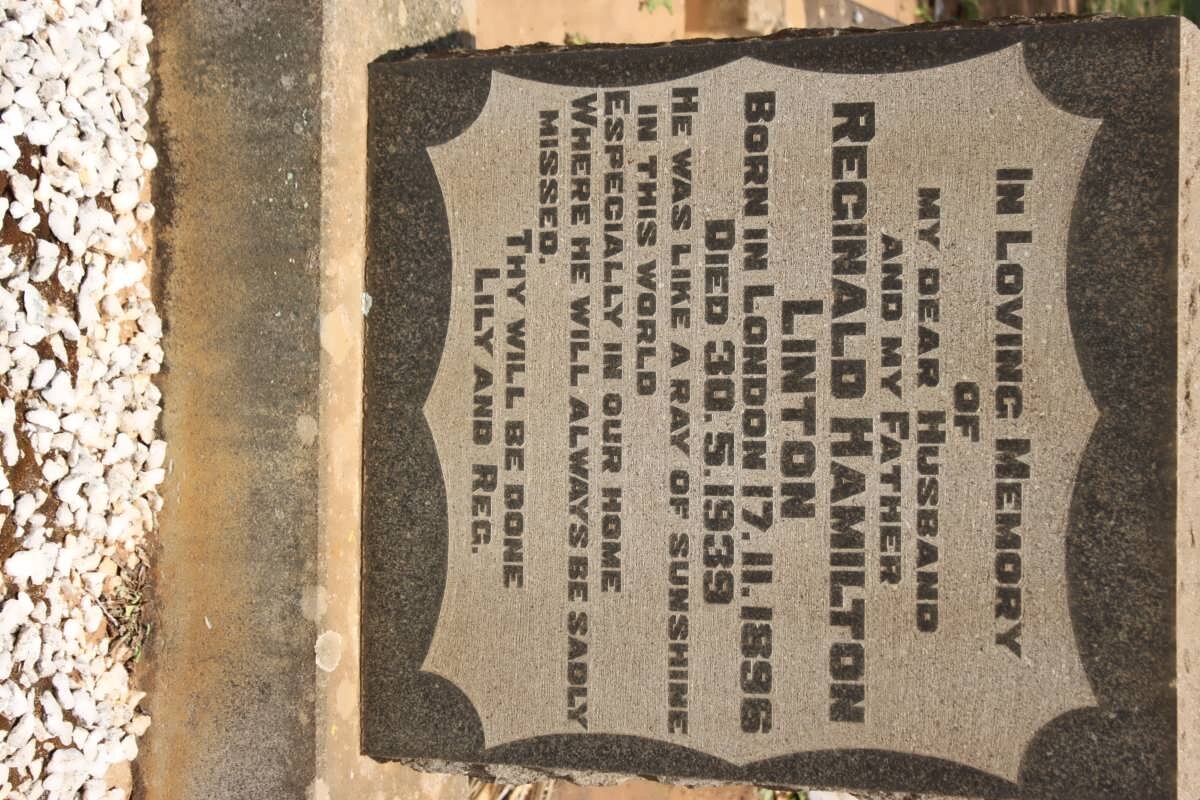 IN LOVING MEMORY
OF
MY DEAR HUSBAND
AND MY FATHER
REGINALD HAMILTON
LINTON
BORN IN LONDON 17.11.1896
DIED 30.5.1939
HE WAS LIKE A RAY OF SUNSHINE
IN THIS WORLD
ESPECIALLY IN OUR HOME
WHERE HE WILL ALWAYS BE SADLY
MISSED.
THY WILL BE DONE
LILY AND REG.